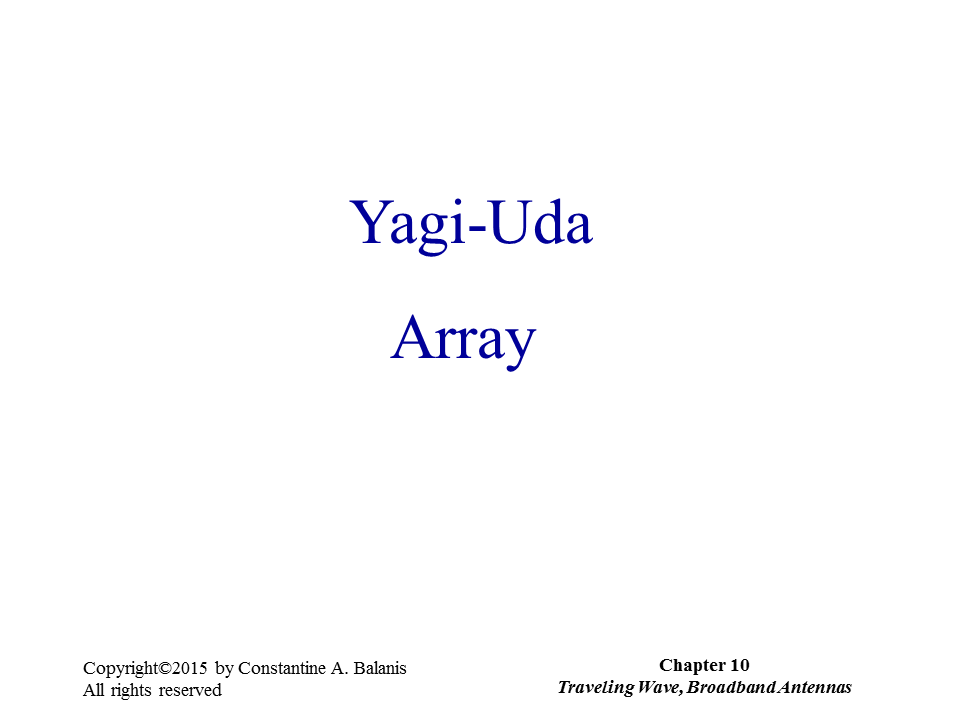 Yagi-Uda
Array
Copyright©2015 by Constantine A. Balanis
All rights reserved
Chapter 10
Traveling Wave, Broadband Antennas